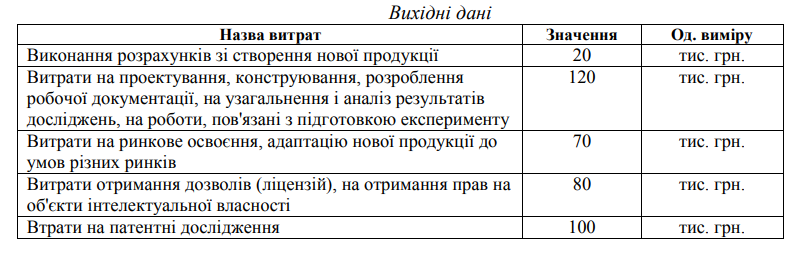 Вихідні дані
Назва витрат Значення Од. виміру
Виконання розрахунків зі створення нової продукції 20 тис. грн.
Витрати на проектування, конструювання, розроблення 120 тис. грн.
робочої документації, на узагальнення і аналіз результатів
досліджень, на роботи, пов'язані з підготовкою експерименту
Витрати на ринкове освоєння, адаптацію нової продукції до 70 тис. грн.
умов різних ринків
Витрати отримання дозволів (ліцензій), на отримання прав на 80 тис. грн.
об'єкти інтелектуальної власності
Втрати на патентні дослідження 100 тис. грн.